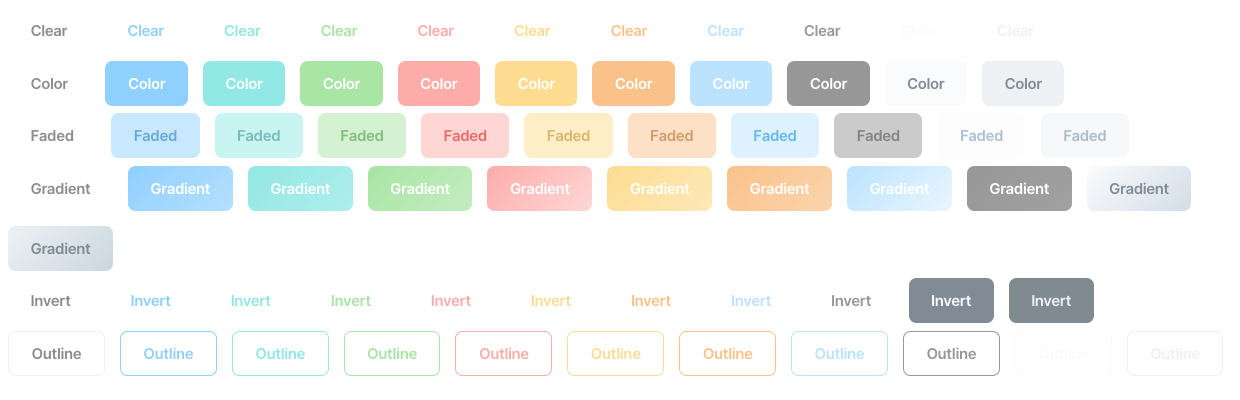 Clear Clear Clear Clear Clear Clear Clear Clear Clear Clear Clear
Color Color Color Color Color Color Color Color Color Color Color
Faded Faded Faded Faded Faded Faded Faded Faded Faded Faded Faded
Gradient Gradient Gradient Gradient Gradient Gradient Gradient Gradient Gradient Gradient
Gradient
Invert Invert Invert Invert Invert Invert Invert Invert Invert Invert Invert
Outline Outline Outline Outline Outline Outline Outline Outline Outline Outline Outline